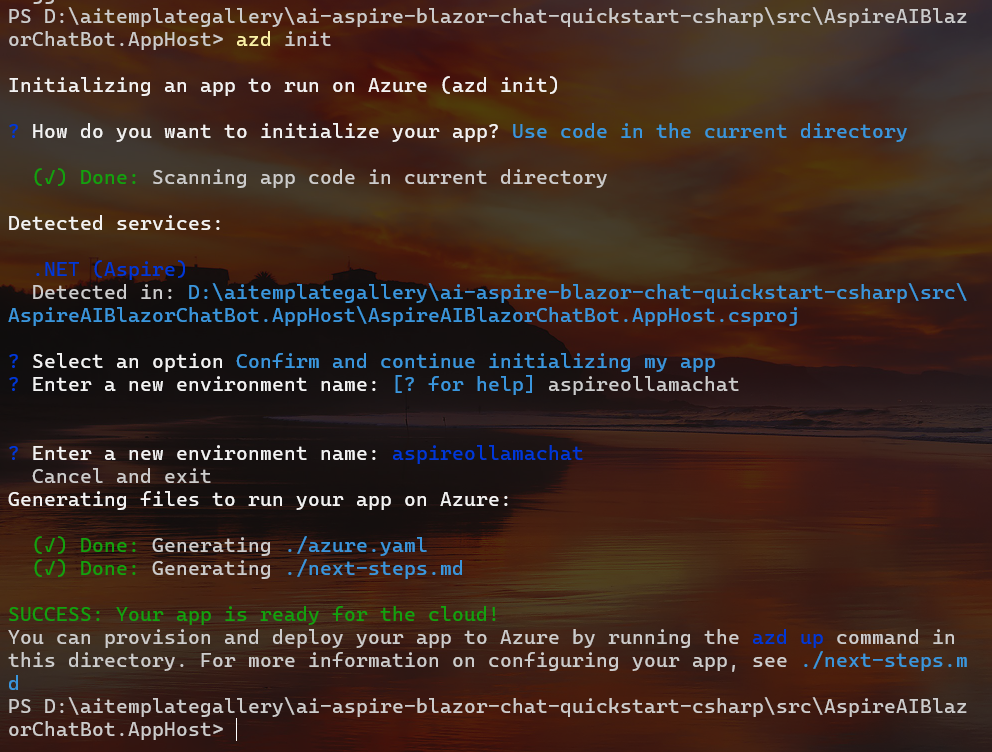 PS D:\aitemplategallery\ai-aspire-blazor-chat-quickstart-csharp\src\AspireAIBlaz
orChatBot.AppHost> azd init
Initializing an app to run on Azure (azd init)
? How do you want to initialize your app? Use code in the current directory
(√) Done: Scanning app code in current directory
Detected services:
.NET (Aspire)
Detected in: D:\aitemplategallery\ai-aspire-blazor-chat-quickstart-csharp\src\
AspireAIBlazorChatBot.AppHost\AspireAIBlazorChatBot.AppHost.csproj
? Select an option Confirm and continue initializing my app
? Enter a new environment name: [? for help] aspireollamachat
? Enter a new environment name: aspireollamachat
Cancel and exit
Generating files to run your app on Azure:
(√) Done: Generating ./azure.yaml
(√) Done: Generating ./next-steps.md
SUCCESS: Your app is ready for the cloud!
You can provision and deploy your app to Azure by running the azd up command in
this directory. For more information on configuring your app, see ./next-steps.m
d
PS D:\aitemplategallery\ai-aspire-blazor-chat-quickstart-csharp\src\AspireAIBlaz
orChatBot.AppHost>